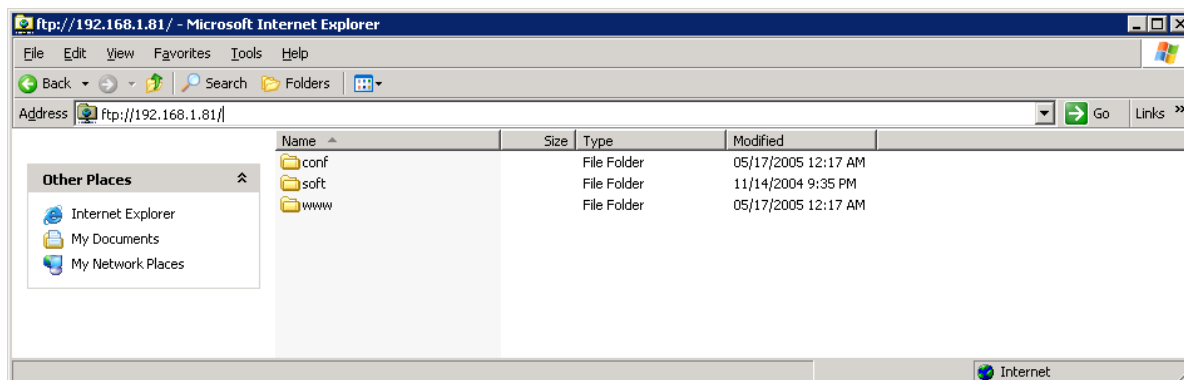 ftp://192.168.1.81/ - Microsoft Internet Explorer
File Edit View Favorites Tools Help
Back Search Folders
Address ftp://192.168.1.81/ Go Links »
Name Size Type Modified
conf File Folder 05/17/2005 12:17 AM
soft File Folder 11/14/2004 9:35 PM
www File Folder 05/17/2005 12:17 AM
Other Places
Internet Explorer
My Documents
My Network Places
Internet